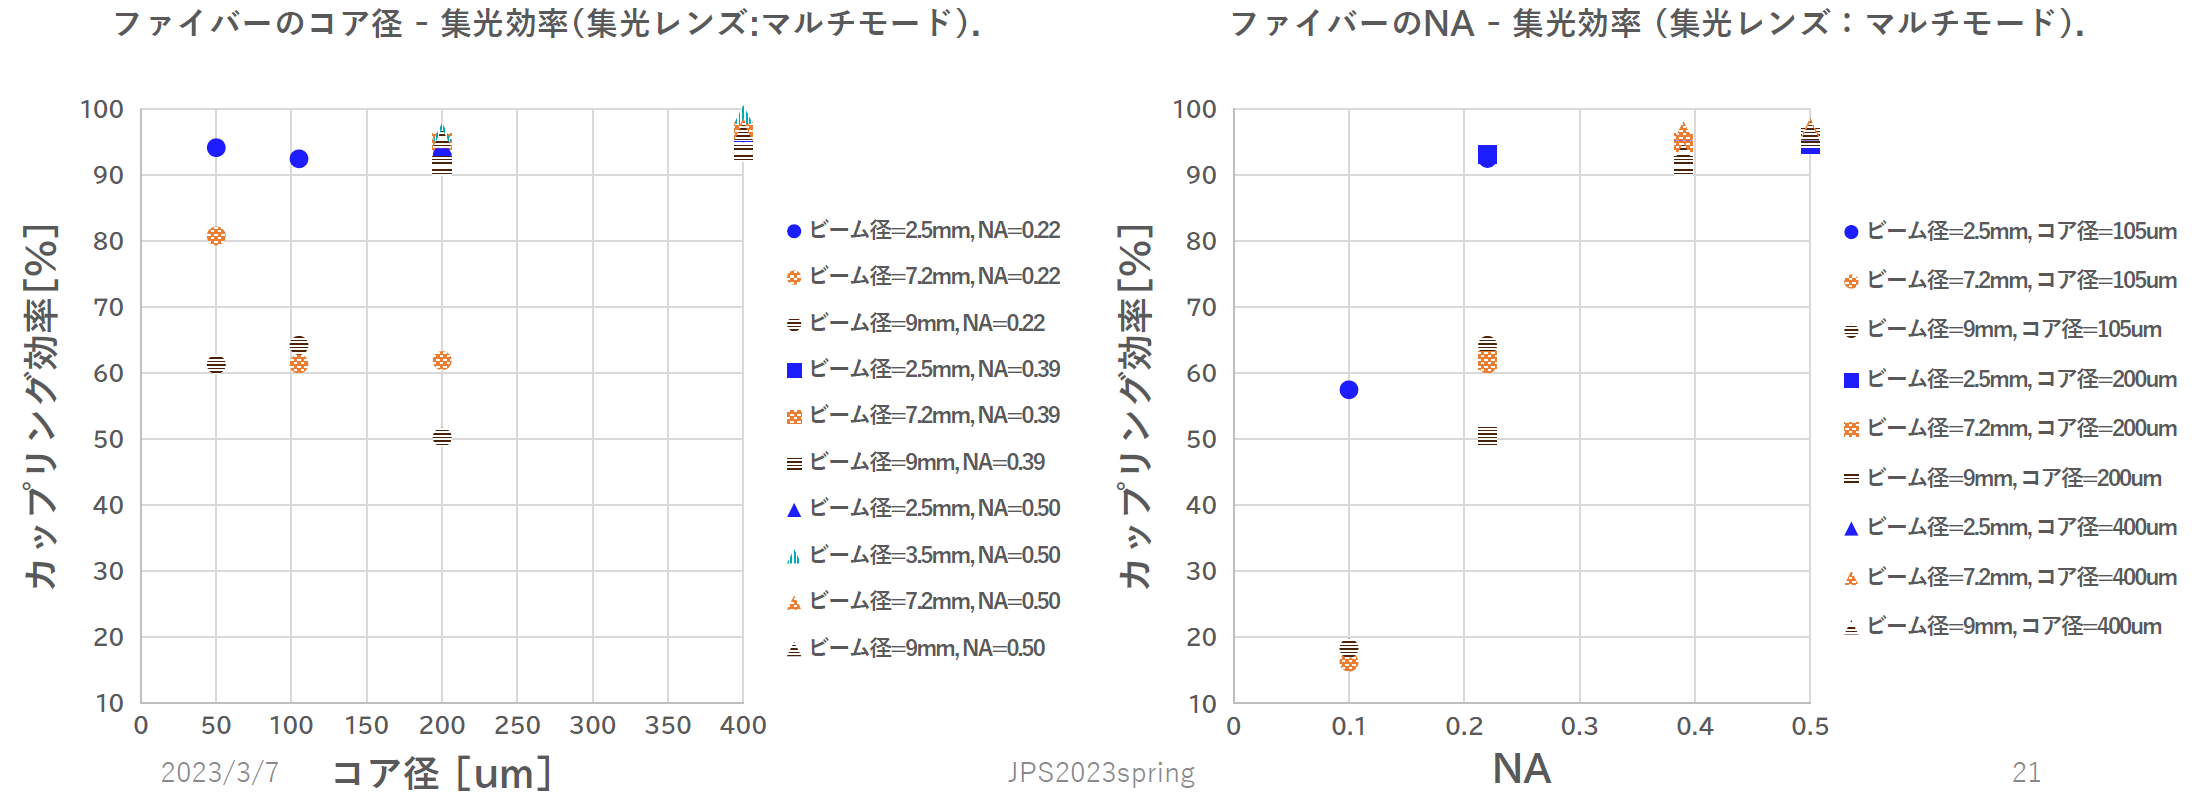 ファイバーのコア径 - 集光効率(集光レンズ:マルチモード).
カップリング効率[%]
100
90
80
70
60
50
40
30
20
10
0 50 100 150 200 250 300 350 400
コア径 [um]
ビーム径=2.5mm, NA=0.22
ビーム径=7.2mm, NA=0.22
ビーム径=9mm, NA=0.22
ビーム径=2.5mm, NA=0.39
ビーム径=7.2mm, NA=0.39
ビーム径=9mm, NA=0.39
ビーム径=2.5mm, NA=0.50
ビーム径=3.5mm, NA=0.50
ビーム径=7.2mm, NA=0.50
ビーム径=9mm, NA=0.50
ファイバーのNA - 集光効率 (集光レンズ：マルチモード).
カップリング効率[%]
100
90
80
70
60
50
40
30
20
10
0 0.1 0.2 0.3 0.4 0.5
NA
ビーム径=2.5mm, コア径=105um
ビーム径=7.2mm, コア径=105um
ビーム径=9mm, コア径=105um
ビーム径=2.5mm, コア径=200um
ビーム径=7.2mm, コア径=200um
ビーム径=9mm, コア径=200um
ビーム径=2.5mm, コア径=400um
ビーム径=7.2mm, コア径=400um
ビーム径=9mm, コア径=400um
2023/3/7
JPS2023spring
21